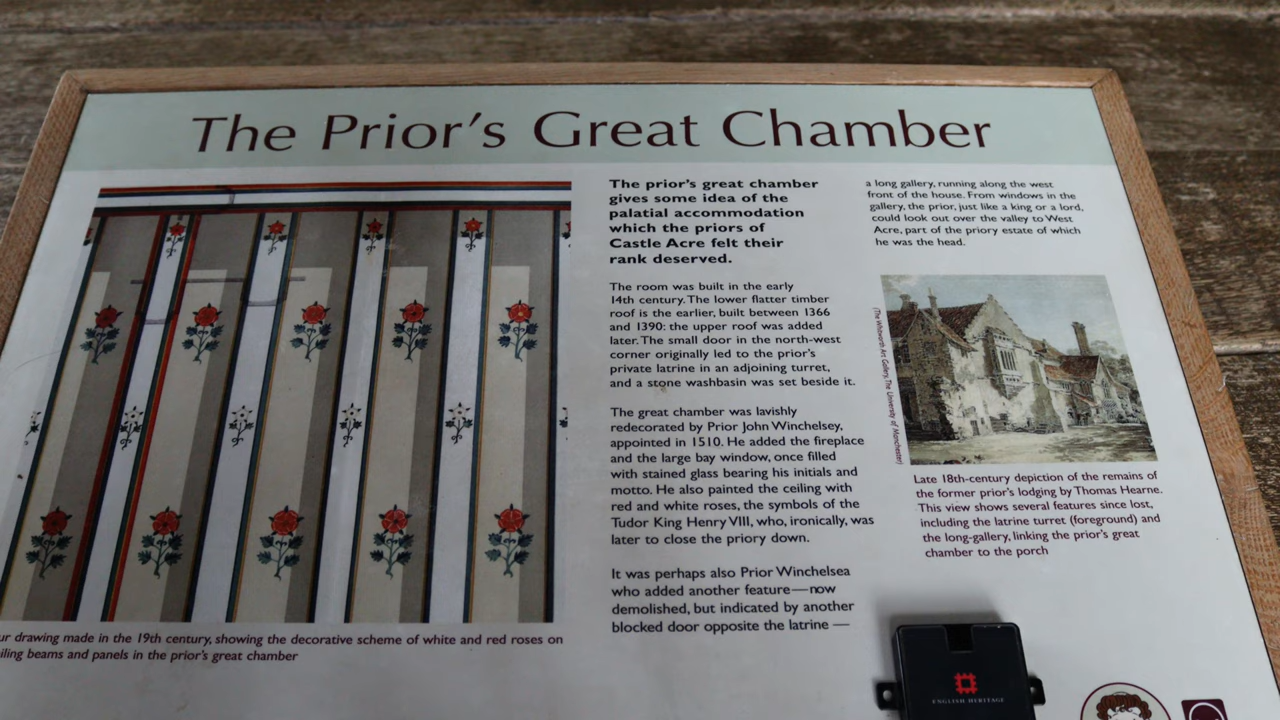 The Prior's Great Chamber
The prior's great chamber
gives some idea of the
palatial accommodation
which the priors of
Castle Acre felt their
rank deserved.
The room was built in the early
14th century. The lower flatter timber
roof is the earlier, built between 1366
and 1390: the upper roof was added
later. The small door in the north-west
corner originally led to the prior's
private latrine in an adjoining turret,
and a stone washbasin was set beside it.
The great chamber was lavishly
redecorated by Prior John Winchelsey,
appointed in 1510. He added the fireplace
and the large bay window, once filled
with stained glass bearing his initials and
motto. He also painted the ceiling with
red and white roses, the symbols of the
Tudor King Henry VIII, who, ironically, was
later to close the priory down.
It was perhaps also Prior Winchelsea
who added another feature — now
demolished, but indicated by another
blocked door opposite the latrine —
a long gallery, running along the west
front of the house. From windows in the
gallery, the prior, just like a king or a lord,
could look out over the valley to West
Acre, part of the priory estate of which
he was the head.
(The Whitworth Art Gallery, The University of Manchester)
Late 18th-century depiction of the remains of
the former prior's lodging by Thomas Hearne.
This view shows several features since lost,
including the latrine turret (foreground) and
the long-gallery, linking the prior's great
chamber to the porch
drawing made in the 19th century, showing the decorative scheme of white and red roses on
beams and panels in the prior's great chamber
ENGLISH HERITAGE